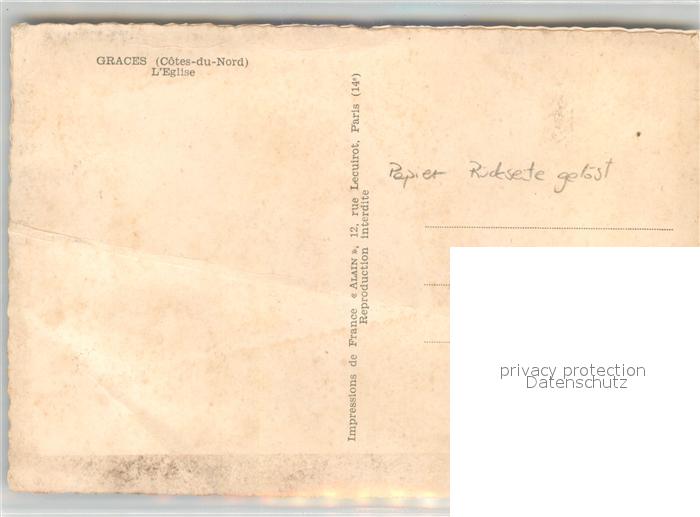 GRACES (Côtes-du-Nord)
L'Eglise
Impressions de France « ALAIN », 12, rue Lecuirot, Paris (14e)
Reproduction interdite
Papier Rückseite gelöst
privacy protection
Datenschutz